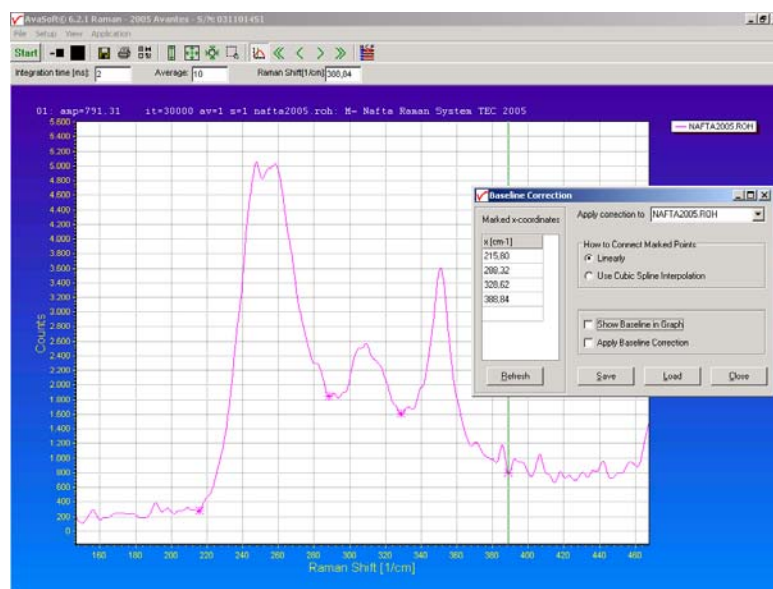 AvaSoft© 6.2.1 Raman - 2005 Avantes - S/N: 0311014S1
File Setup View Application
Start
Integration time [ms]: 2 Average: 10 Raman Shift[1/cm] 388,84
01: amp=791.31 it=30000 av=1 s=1 nafta2005.roh: M- Nafta Raman System TEC 2005
NAFTA2005.ROH
5.600
5.400
5.200
5.000
4.800
4.600
4.400
4.200
4.000
3.800
3.600
3.400
3.200
3.000
2.800
2.600
2.400
2.200
2.000
1.800
1.600
1.400
1.200
1.000
800
600
400
200
0
Counts
160 180 200 220 240 260 280 300 320 340 360 380 400 420 440 460
Raman Shift [1/cm]
Baseline Correction
Marked x-coordinates
x [cm-1]
215,80
288,32
328,62
388,84
Refresh
Apply correction to NAFTA2005.ROH
How to Connect Marked Points
Linearly
Use Cubic Spline Interpolation
Show Baseline in Graph
Apply Baseline Correction
Save Load Close